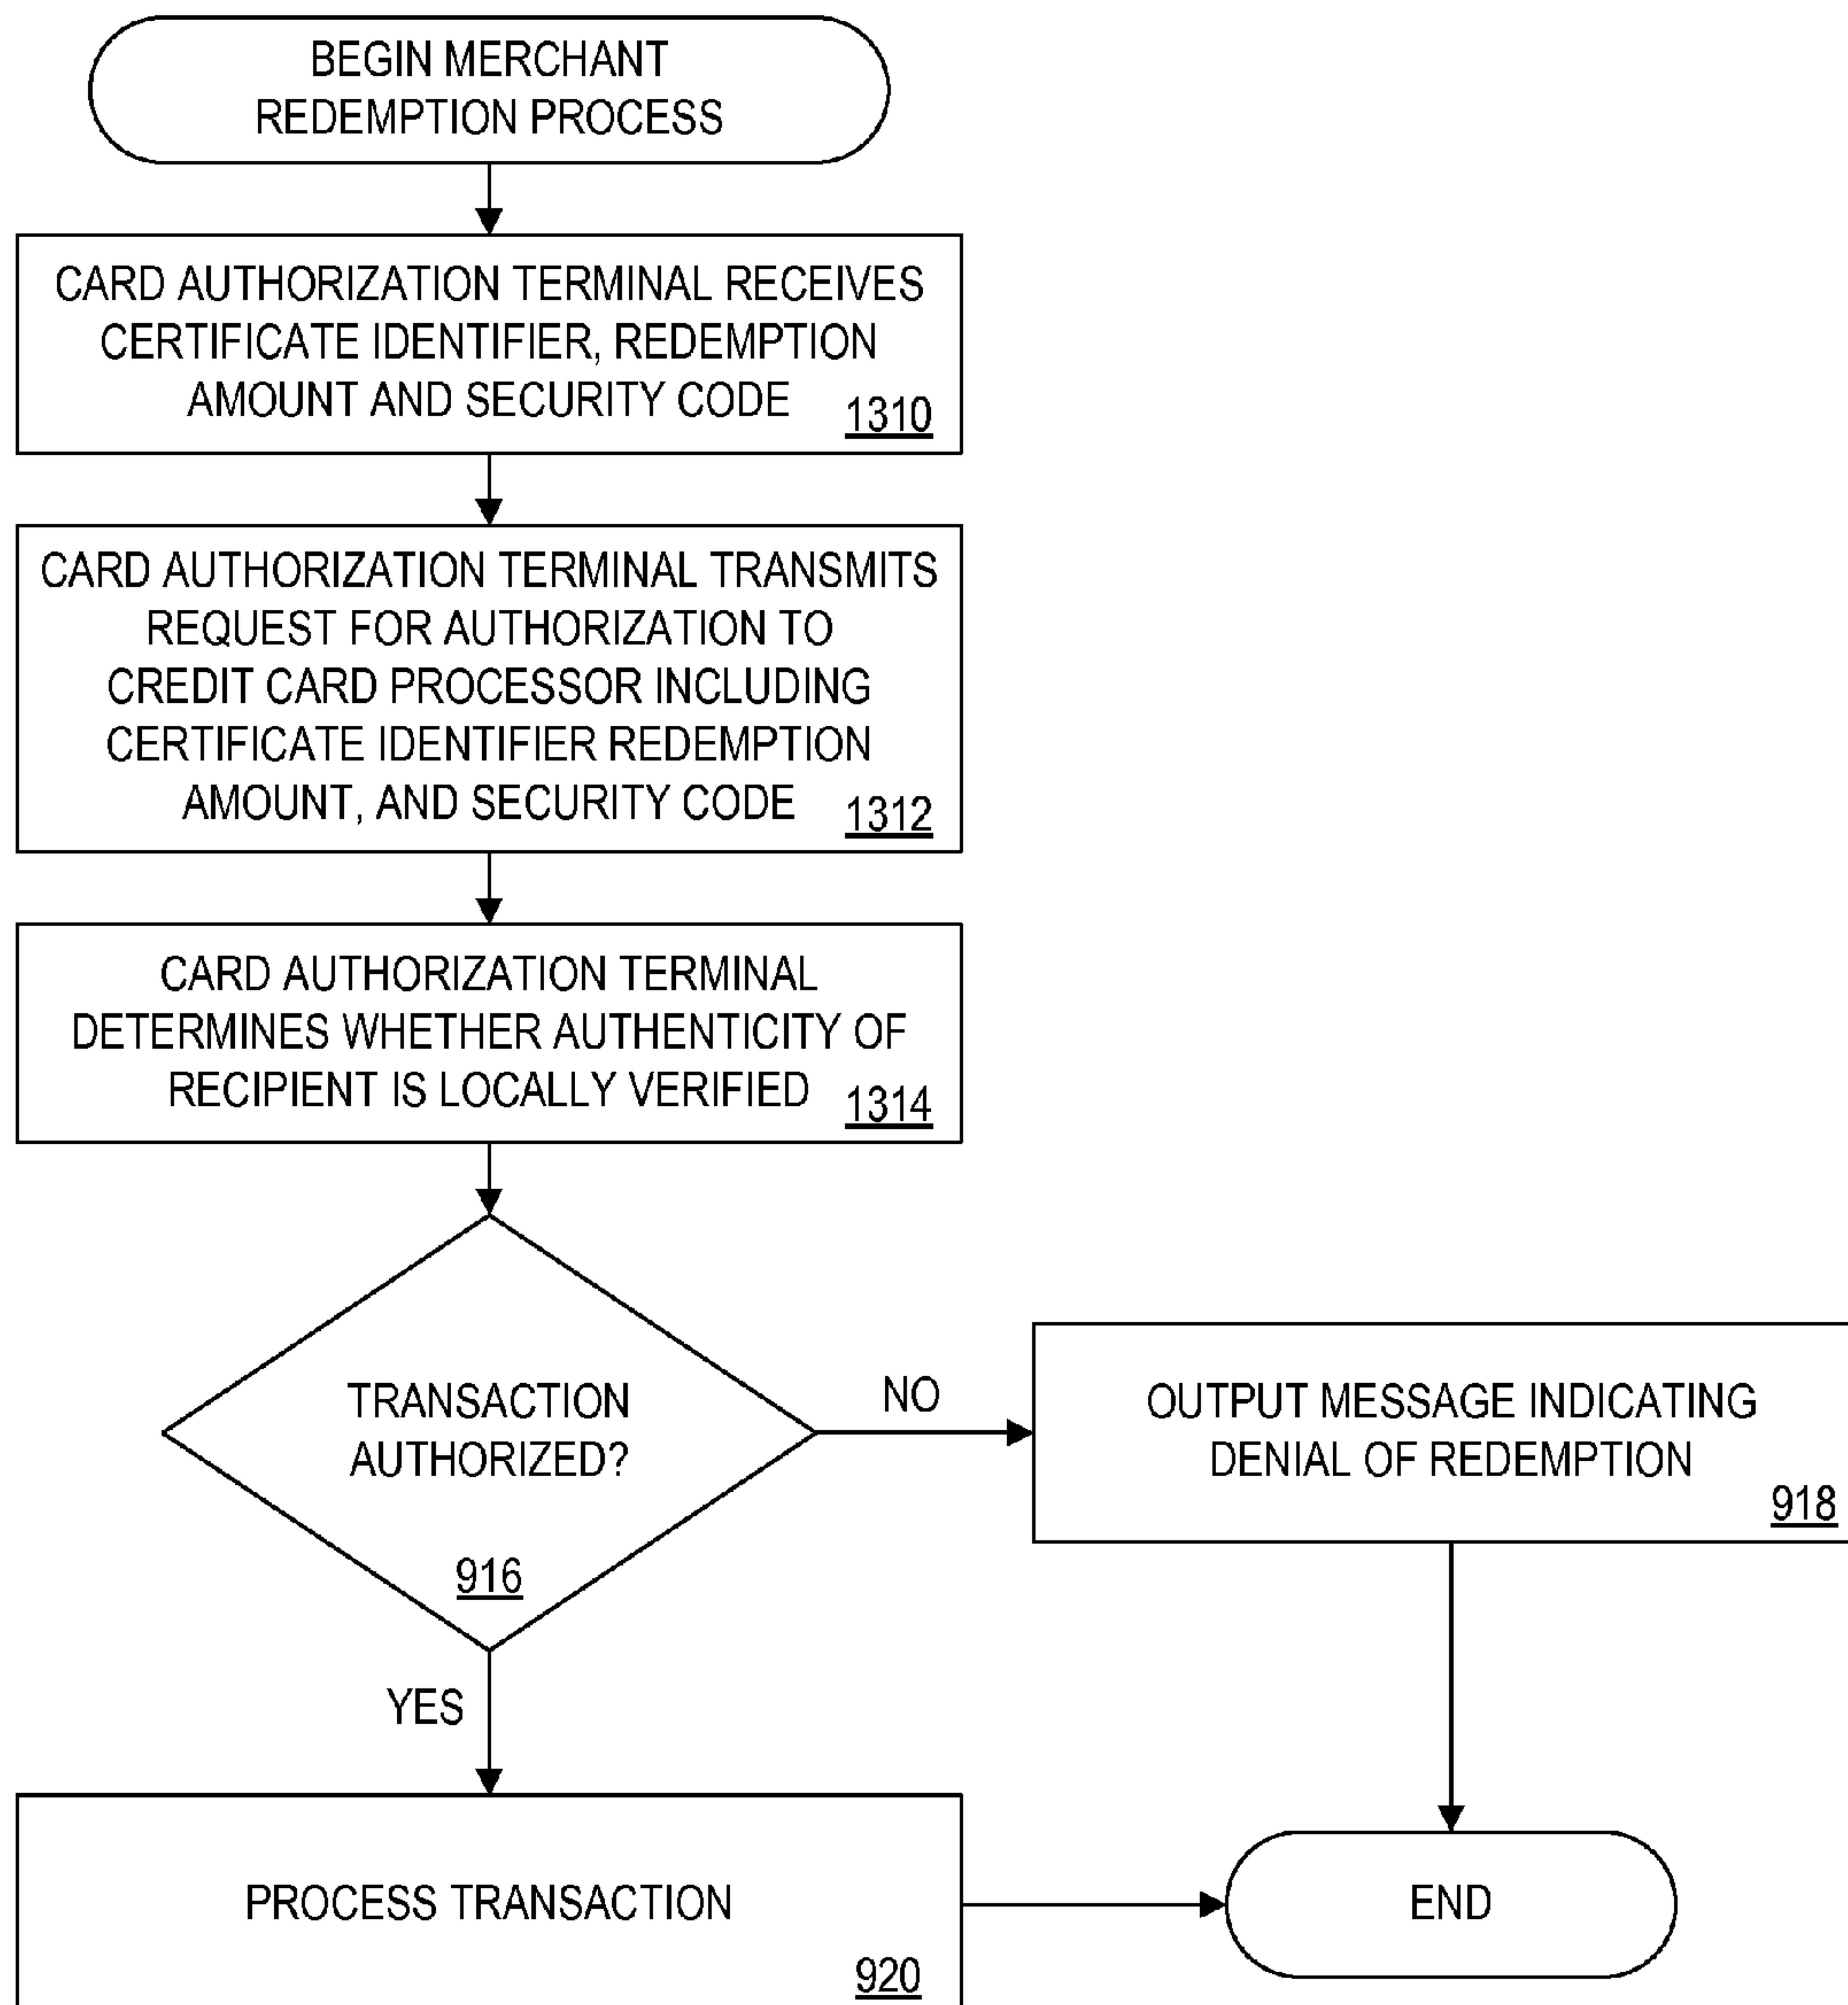 BEGIN MERCHANT
REDEMPTION PROCESS
CARD AUTHORIZATION TERMINAL RECEIVES
CERTIFICATE IDENTIFIER, REDEMPTION
AMOUNT AND SECURITY CODE
1310
CARD AUTHORIZATION TERMINAL TRANSMITS
REQUEST FOR AUTHORIZATION TO
CREDIT CARD PROCESSOR INCLUDING
CERTIFICATE IDENTIFIER REDEMPTION
AMOUNT, AND SECURITY CODE
1312
CARD AUTHORIZATION TERMINAL
DETERMINES WHETHER AUTHENTICITY OF
RECIPIENT IS LOCALLY VERIFIED
1314
TRANSACTION
AUTHORIZED?
916
NO
OUTPUT MESSAGE INDICATING
DENIAL OF REDEMPTION
918
YES
PROCESS TRANSACTION
920
END